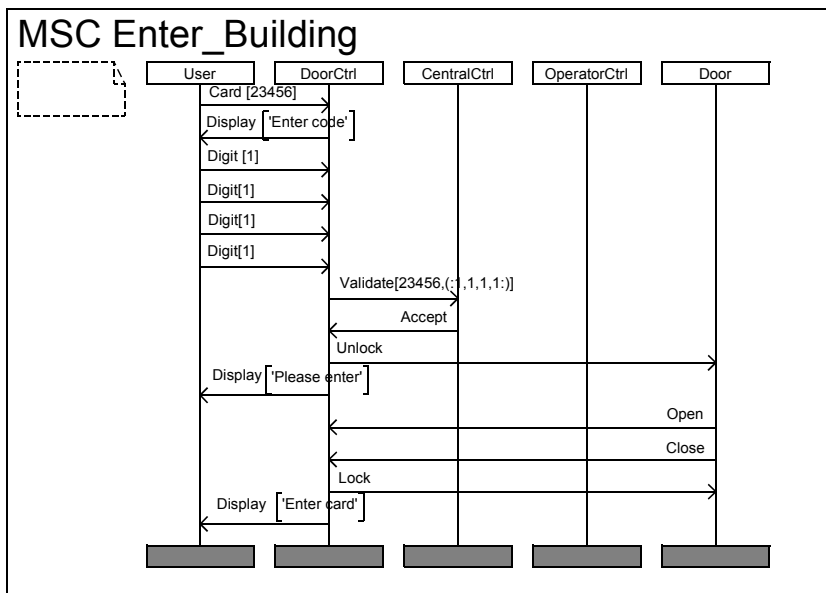 MSC Enter_Building
User DoorCtrl CentralCtrl OperatorCtrl Door
Card [23456]
Display ['Enter code']
Digit [1]
Digit[1]
Digit[1]
Digit[1]
Validate[23456,(:1,1,1,1:)]
Accept
Unlock
Display ['Please enter']
Open
Close
Lock
Display ['Enter card']